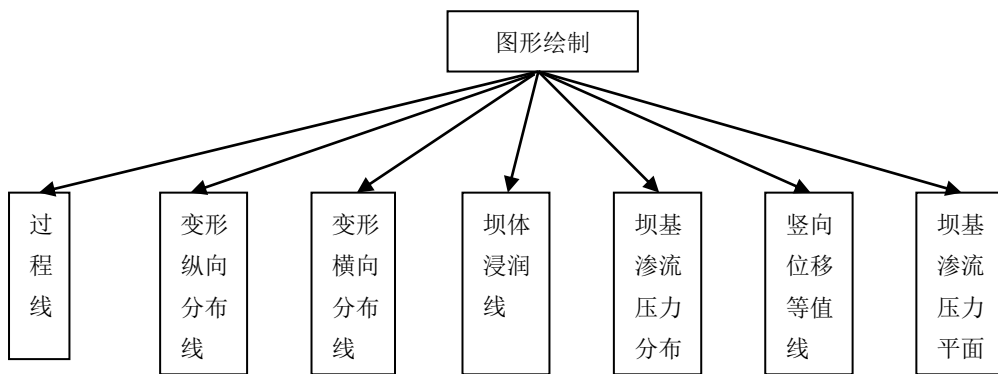 图形绘制
过
程
线
变形
纵向
分布
线
变形
横向
分布
线
坝体
浸润
线
坝基
渗流
压力
分布
竖向
位移
等值
线
坝基
渗流
压力
平面